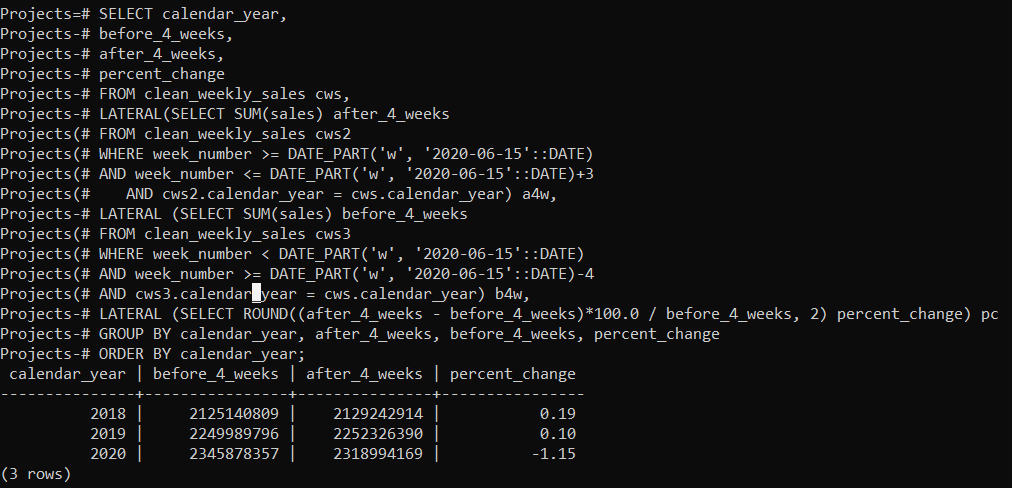 Projects=# SELECT calendar_year,
Projects-# before_4_weeks,
Projects-# after_4_weeks,
Projects-# percent_change
Projects-# FROM clean_weekly_sales cws,
Projects-# LATERAL(SELECT SUM(sales) after_4_weeks
Projects(# FROM clean_weekly_sales cws2
Projects(# WHERE week_number >= DATE_PART('w', '2020-06-15'::DATE)
Projects(# AND week_number <= DATE_PART('w', '2020-06-15'::DATE)+3
Projects(#    AND cws2.calendar_year = cws.calendar_year) a4w,
Projects-# LATERAL (SELECT SUM(sales) before_4_weeks
Projects(# FROM clean_weekly_sales cws3
Projects(# WHERE week_number < DATE_PART('w', '2020-06-15'::DATE)
Projects(# AND week_number >= DATE_PART('w', '2020-06-15'::DATE)-4
Projects(# AND cws3.calendar_year = cws.calendar_year) b4w,
Projects-# LATERAL (SELECT ROUND((after_4_weeks - before_4_weeks)*100.0 / before_4_weeks, 2) percent_change) pc
Projects-# GROUP BY calendar_year, after_4_weeks, before_4_weeks, percent_change
Projects-# ORDER BY calendar_year;
 calendar_year | before_4_weeks | after_4_weeks | percent_change
---------------+----------------+---------------+----------------
          2018 |     2125140809 |    2129242914 |           0.19
          2019 |     2249989796 |    2252326390 |           0.10
          2020 |     2345878357 |    2318994169 |          -1.15
(3 rows)